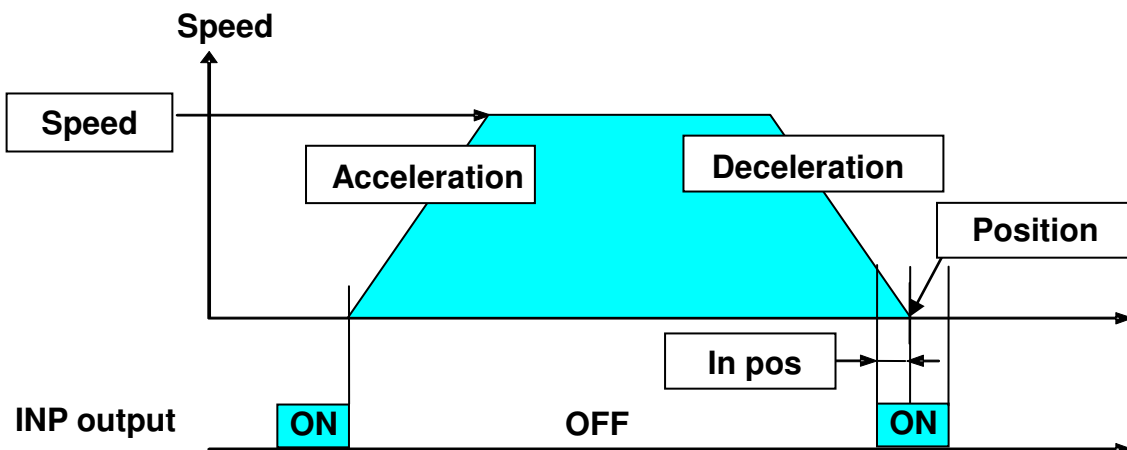 Speed
Speed
Acceleration
Deceleration
Position
In pos
INP output
ON
OFF
ON